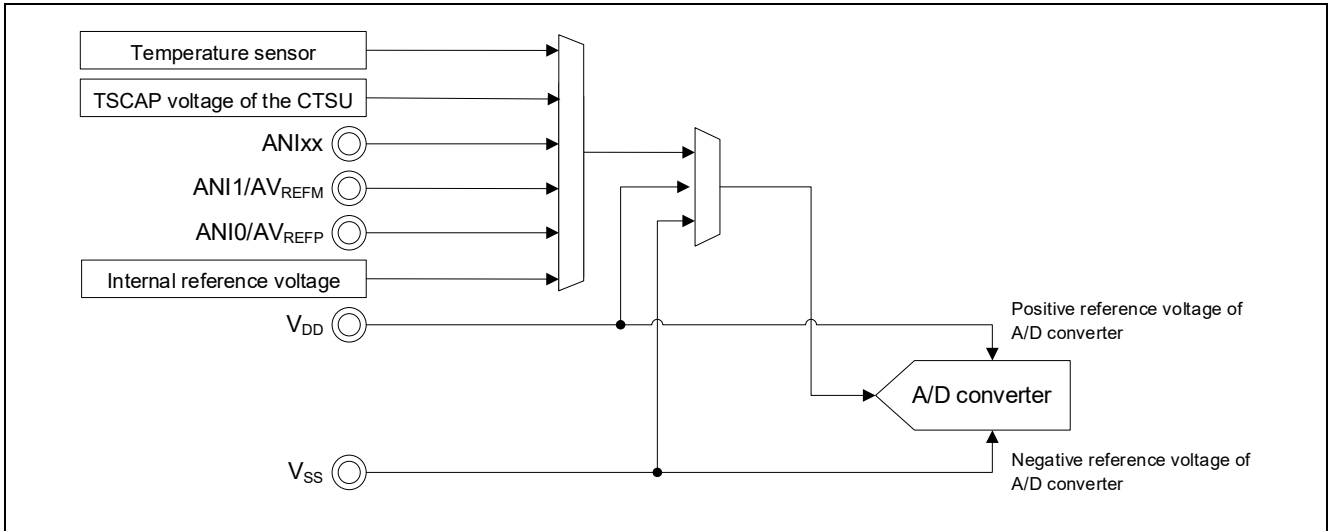 Temperature sensor
TSCAP voltage of the CTSU
ANIxx
ANI1/AVREFM
ANI0/AVREFP
Internal reference voltage
VDD
Positive reference voltage of
A/D converter
A/D converter
VSS
Negative reference voltage of
A/D converter